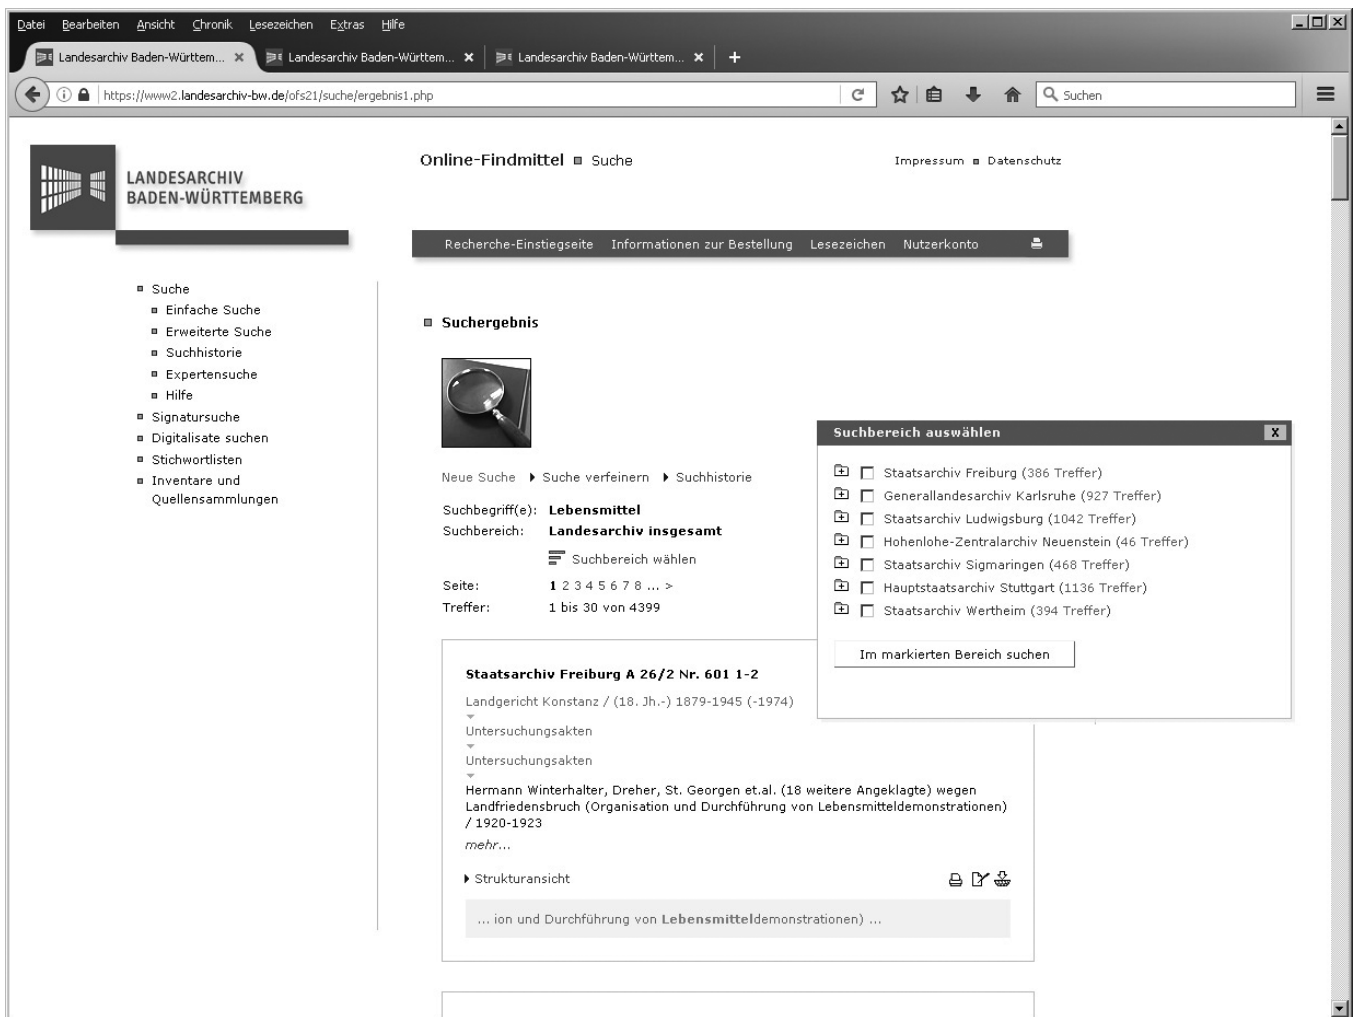 Datei Bearbeiten Ansicht Chronik Lesezeichen Extras Hilfe
Landesarchiv Baden-Württem... × Landesarchiv Baden-Württem... × Landesarchiv Baden-Württem... × +
https://www2.landesarchiv-bw.de/ofs21/suche/ergebnis1.php
Suchen
LANDESARCHIV
BADEN-WÜRTTEMBERG
Online-Findmittel Suche
Impressum Datenschutz
Recherche-Einstiegseite Informationen zur Bestellung Lesezeichen Nutzerkonto
Suche
Einfache Suche
Erweiterte Suche
Suchhistorie
Expertensuche
Hilfe
Signatursuche
Digitalisate suchen
Stichwortlisten
Inventare und
Quellensammlungen
Suchergebnis
Neue Suche Suche verfeinern Suchhistorie
Suchbegriff(e): Lebensmittel
Suchbereich: Landesarchiv insgesamt
Suchbereich wählen
Seite: 1 2 3 4 5 6 7 8 ... >
Treffer: 1 bis 30 von 4399
Suchbereich auswählen X
Staatsarchiv Freiburg (386 Treffer)
Generallandesarchiv Karlsruhe (927 Treffer)
Staatsarchiv Ludwigsburg (1042 Treffer)
Hohenlohe-Zentralarchiv Neuenstein (46 Treffer)
Staatsarchiv Sigmaringen (468 Treffer)
Hauptstaatsarchiv Stuttgart (1136 Treffer)
Staatsarchiv Wertheim (394 Treffer)
Im markierten Bereich suchen
Staatsarchiv Freiburg A 26/2 Nr. 601 1-2
Landgericht Konstanz / (18. Jh.-) 1879-1945 (-1974)
Untersuchungsakten
Untersuchungsakten
Hermann Winterhalter, Dreher, St. Georgen et.al. (18 weitere Angeklagte) wegen
Landfriedensbruch (Organisation und Durchführung von Lebensmitteldemonstrationen)
/ 1920-1923
mehr...
Strukturansicht
... ion und Durchführung von Lebensmitteldemonstrationen) ...